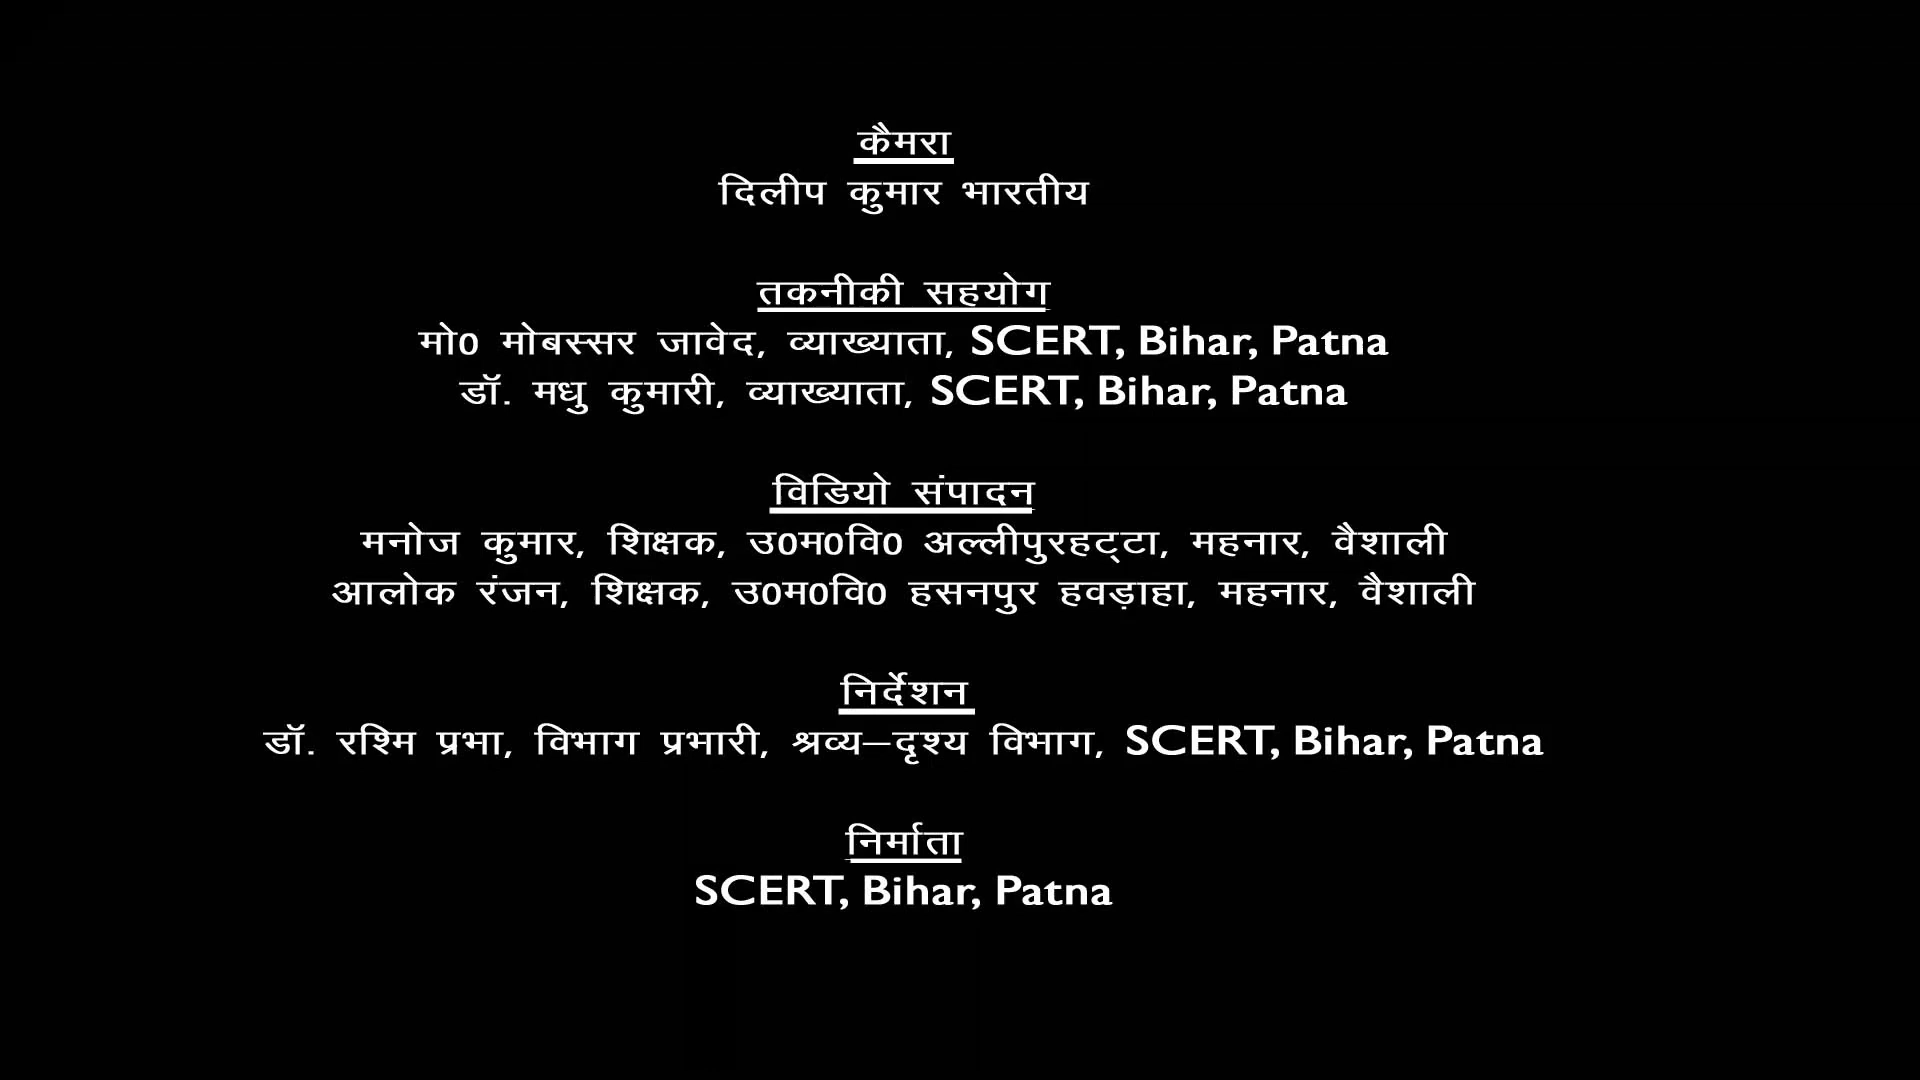 कैमरा
दिलीप कुमार भारतीय
तकनीकी सहयोग
मो0 मोबस्सर जावेद, व्याख्याता, SCERT, Bihar, Patna
डॉ. मधु कुमारी, व्याख्याता, SCERT, Bihar, Patna
विडियो संपादन
मनोज कुमार, शिक्षक, उ0म0वि0 अल्लीपुरहट्टा, महनार, वैशाली
आलोक रंजन, शिक्षक, उ0म0वि0 हसनपुर हवड़ाहा, महनार, वैशाली
निर्देशन
डॉ. रश्मि प्रभा, विभाग प्रभारी, श्रव्य–दृश्य विभाग, SCERT, Bihar, Patna
निर्माता
SCERT, Bihar, Patna